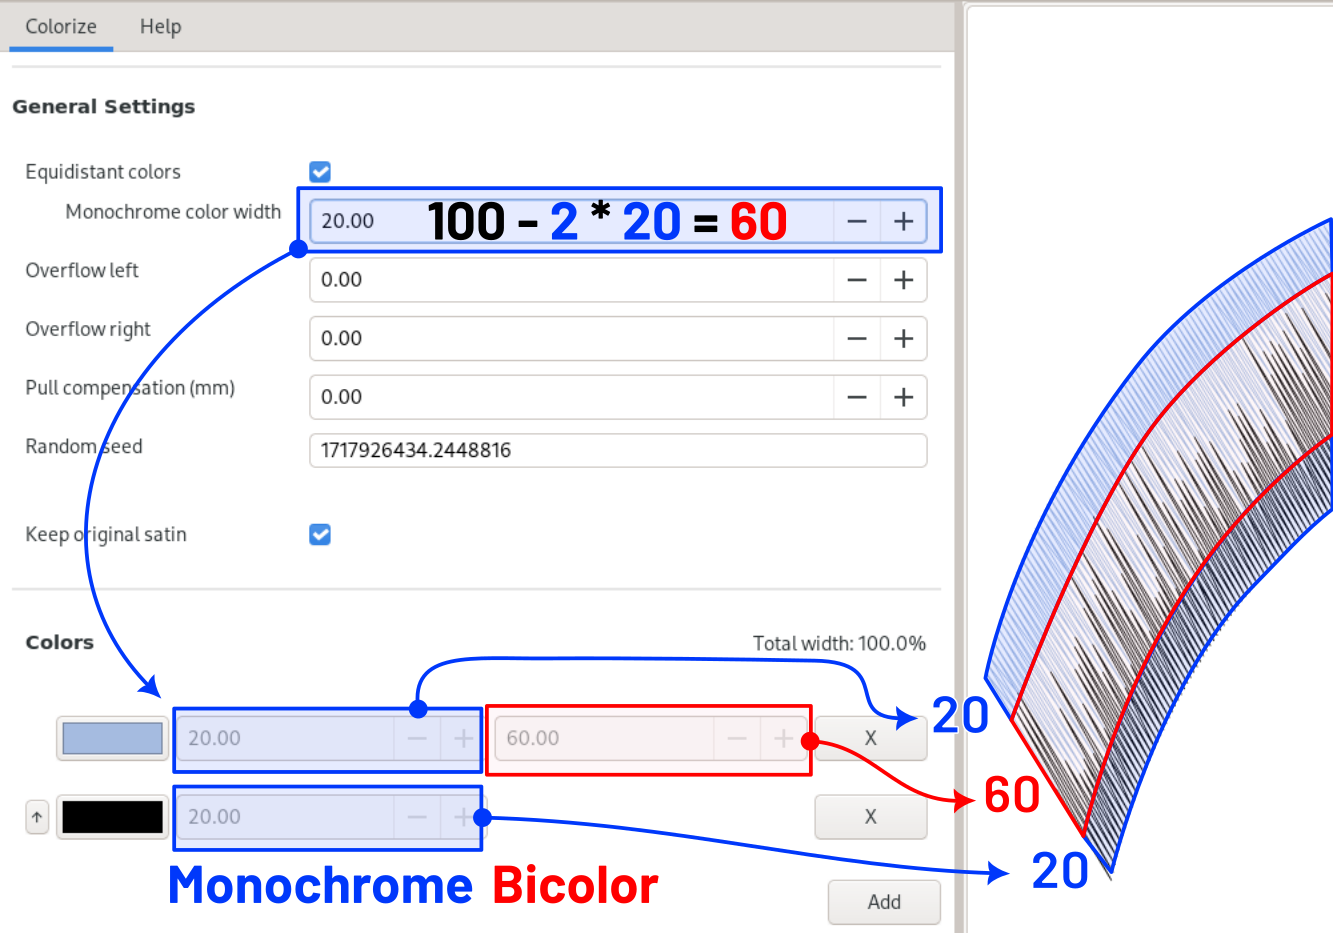 Colorize Help
General Settings
Equidistant colors
Monochrome color width 20.00 100 - 2 * 20 = 60 − +
Overflow left 0.00 − +
Overflow right 0.00 − +
Pull compensation (mm) 0.00 − +
Random seed 1717926434.2448816
Keep original satin
Colors Total width: 100.0%
20.00 − + 60.00 − + X 20
60
↑ 20.00 − + X
20
Monochrome Bicolor
Add